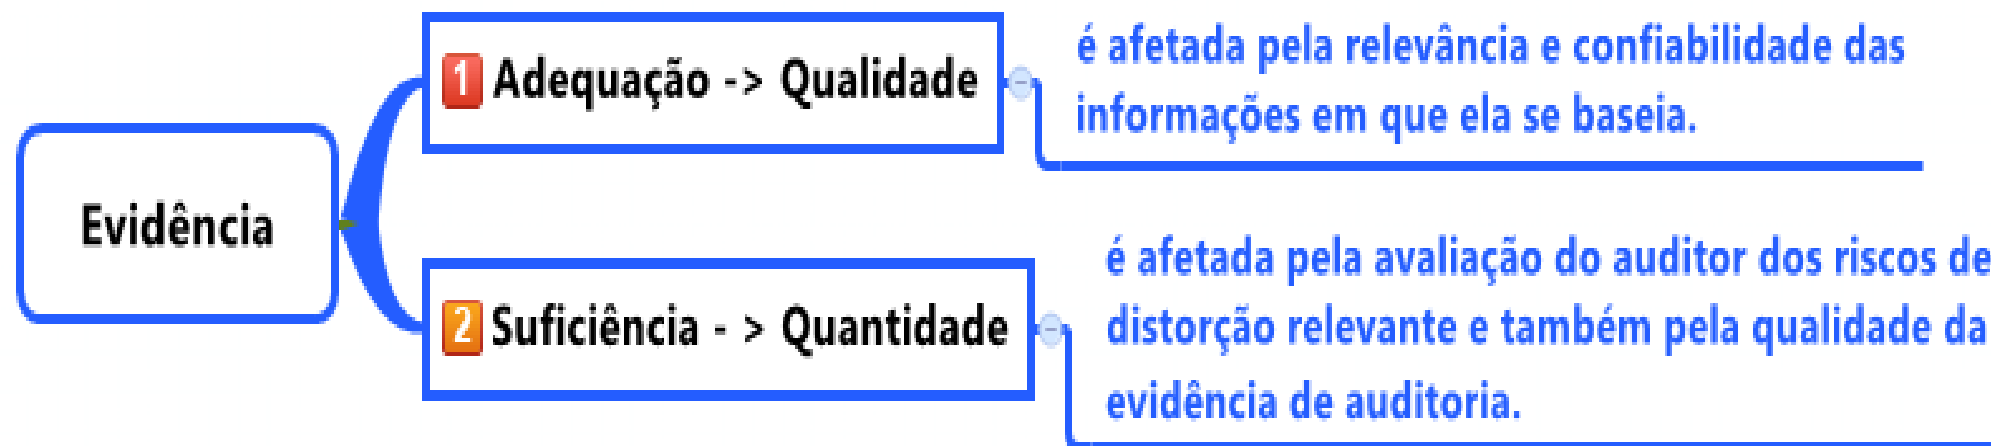 Evidência
1 Adequação -> Qualidade
é afetada pela relevância e confiabilidade das
informações em que ela se baseia.
2 Suficiência - > Quantidade
é afetada pela avaliação do auditor dos riscos de
distorção relevante e também pela qualidade da
evidência de auditoria.